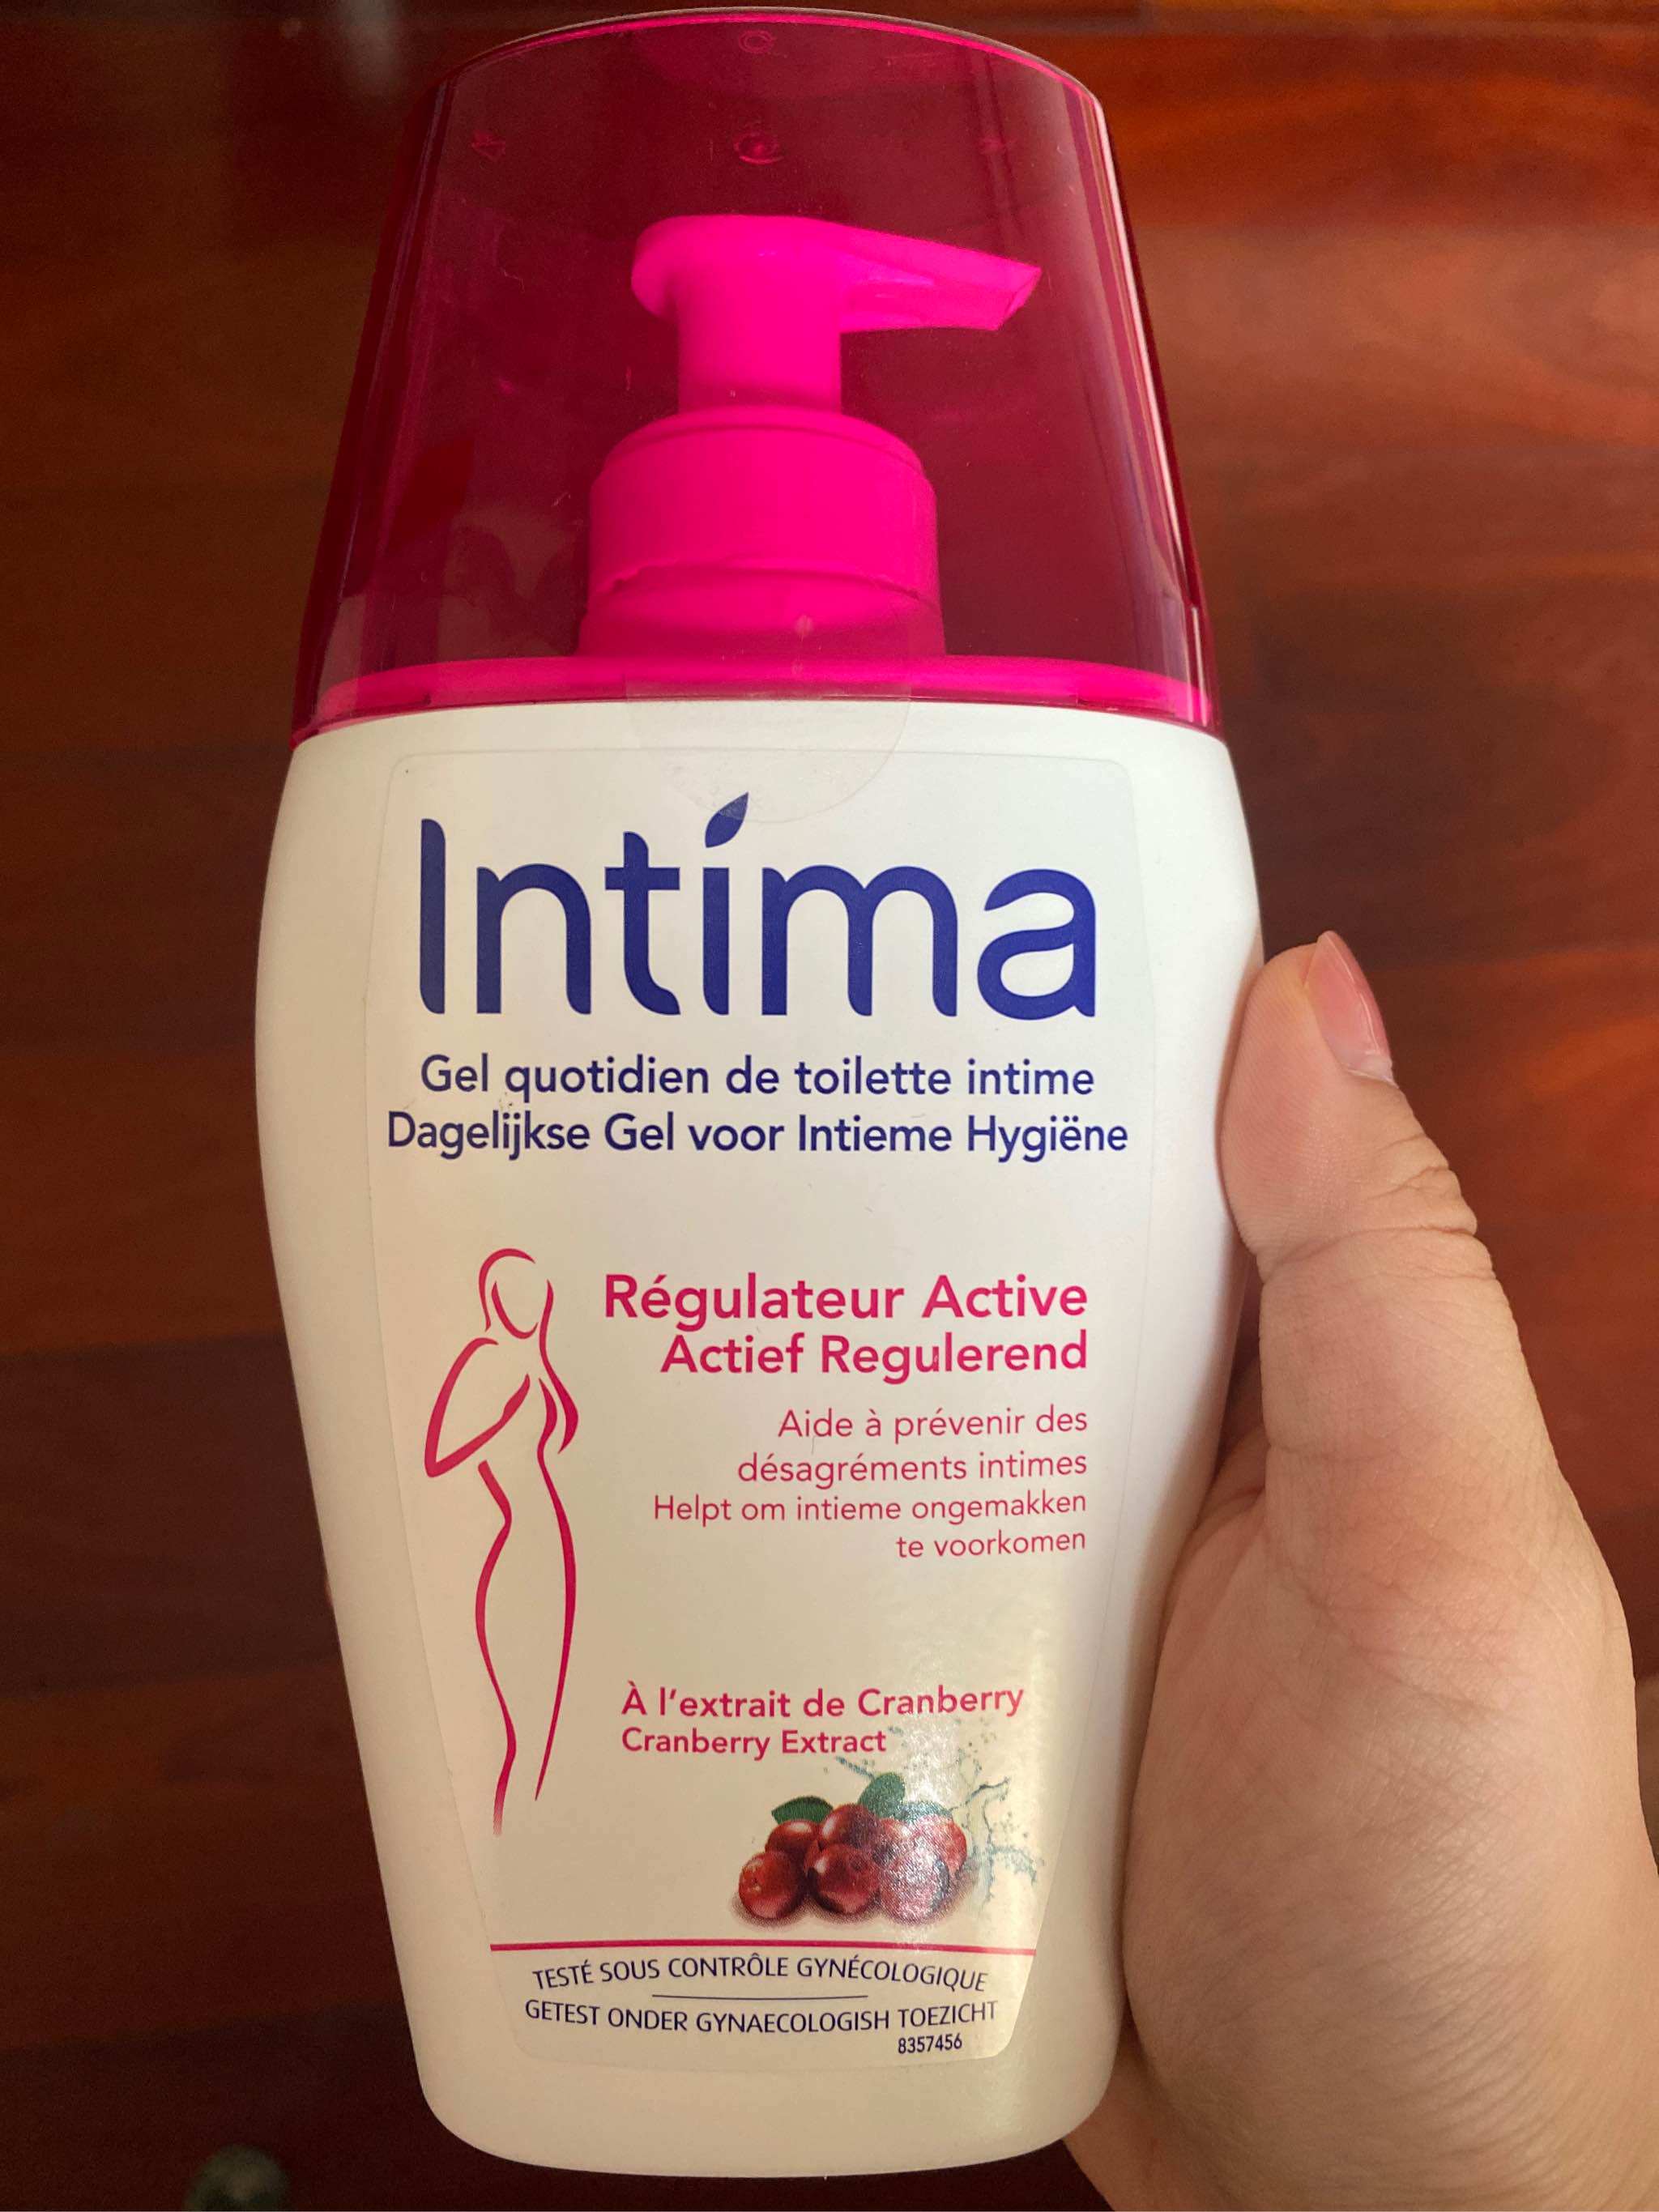 Intima
Gel quotidien de toilette intime
Dagelijkse Gel voor Intieme Hygiëne
Régulateur Active
Actief Regulerend
Aide à prévenir des
désagréments intimes
Helpt om intieme ongemakken
te voorkomen
À l'extrait de Cranberry
Cranberry Extract
TESTÉ SOUS CONTRÔLE GYNÉCOLOGIQUE
GETEST ONDER GYNAECOLOGISH TOEZICHT
8357456